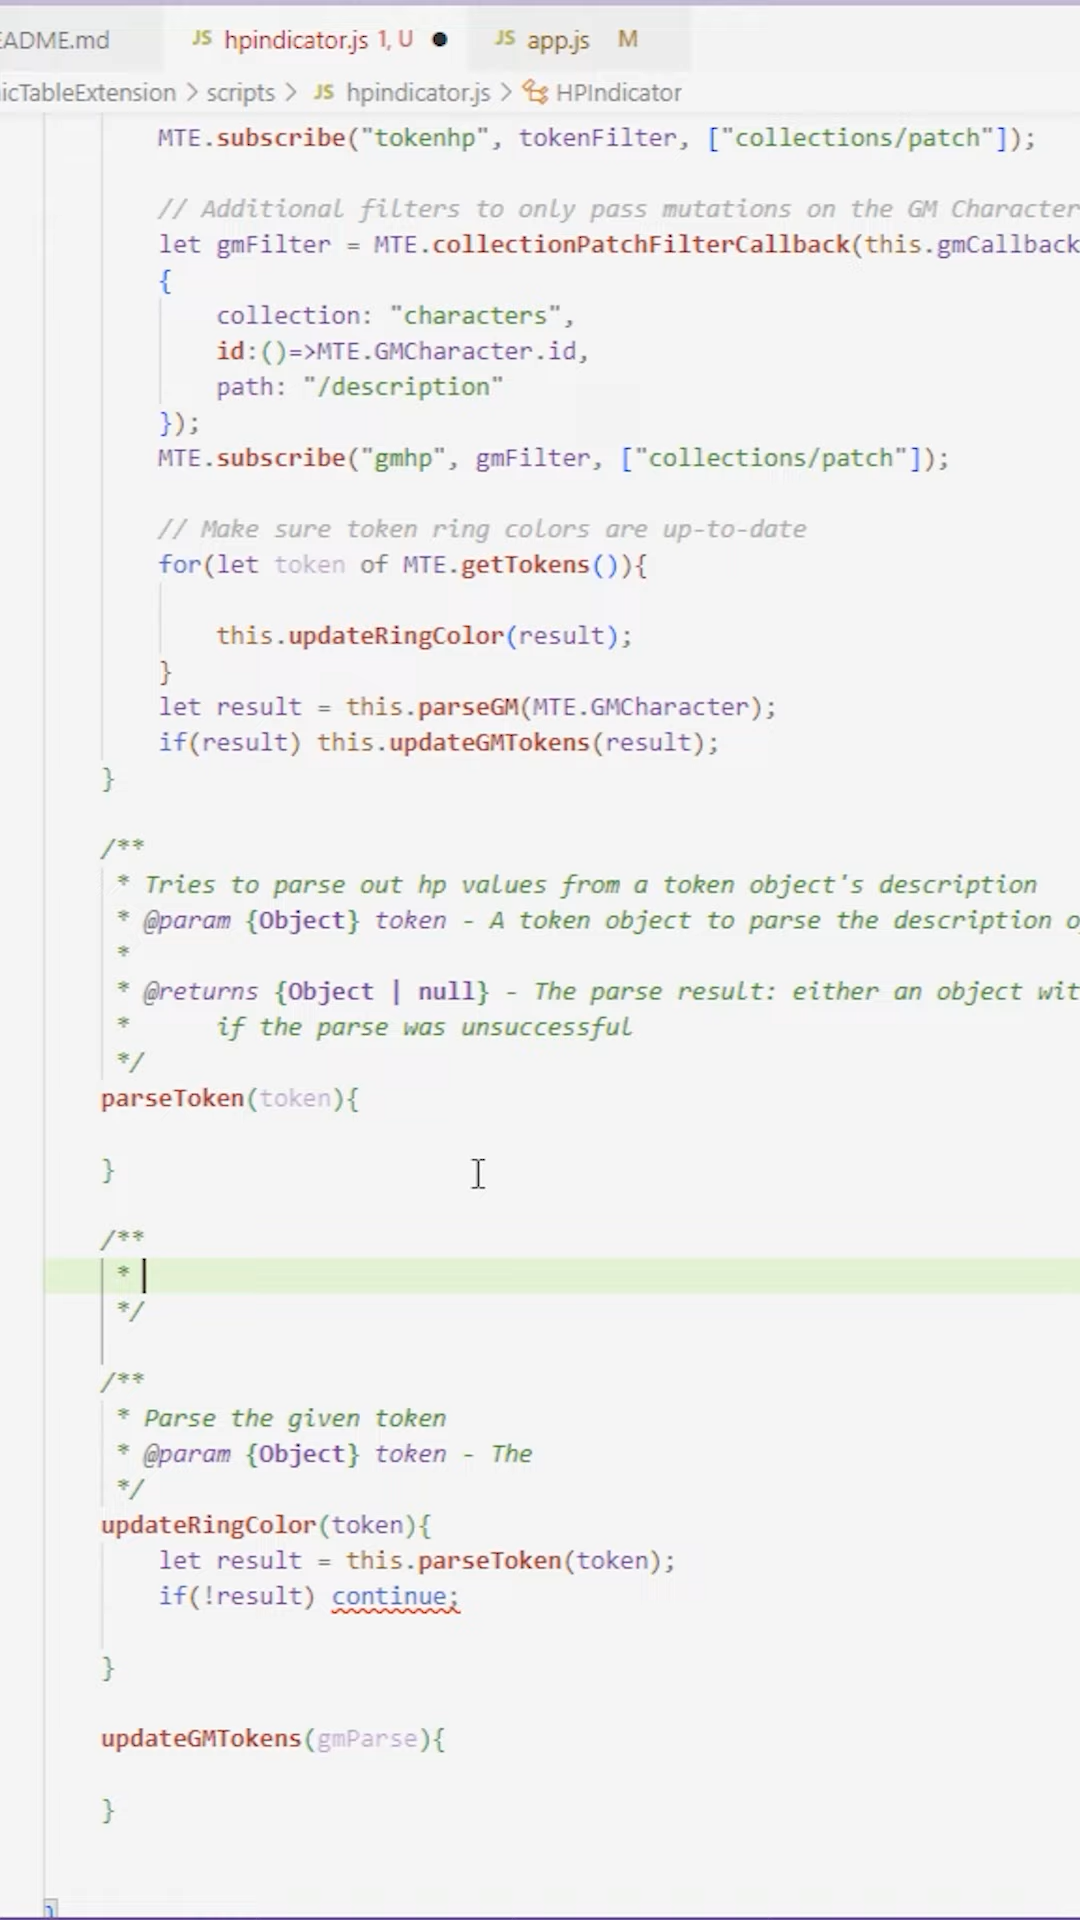 EADME.md
JS hpindicator.js 1, U
JS app.js M
icTableExtension > scripts > JS hpindicator.js > HPIndicator
MTE.subscribe("tokenhp", tokenFilter, ["collections/patch"]);
// Additional filters to only pass mutations on the GM Character
let gmFilter = MTE.collectionPatchFilterCallback(this.gmCallback
{
collection: "characters",
id:()=>MTE.GMCharacter.id,
path: "/description"
});
MTE.subscribe("gmhp", gmFilter, ["collections/patch"]);
// Make sure token ring colors are up-to-date
for(let token of MTE.getTokens()){
this.updateRingColor(result);
}
let result = this.parseGM(MTE.GMCharacter);
if(result) this.updateGMTokens(result);
}
/**
* Tries to parse out hp values from a token object's description
* @param {Object} token - A token object to parse the description o
*
* @returns {Object | null} - The parse result: either an object wit
* if the parse was unsuccessful
*/
parseToken(token){
}
/**
*
*/
/**
* Parse the given token
* @param {Object} token - The
*/
updateRingColor(token){
let result = this.parseToken(token);
if(!result) continue;
}
updateGMTokens(gmParse){
}
}